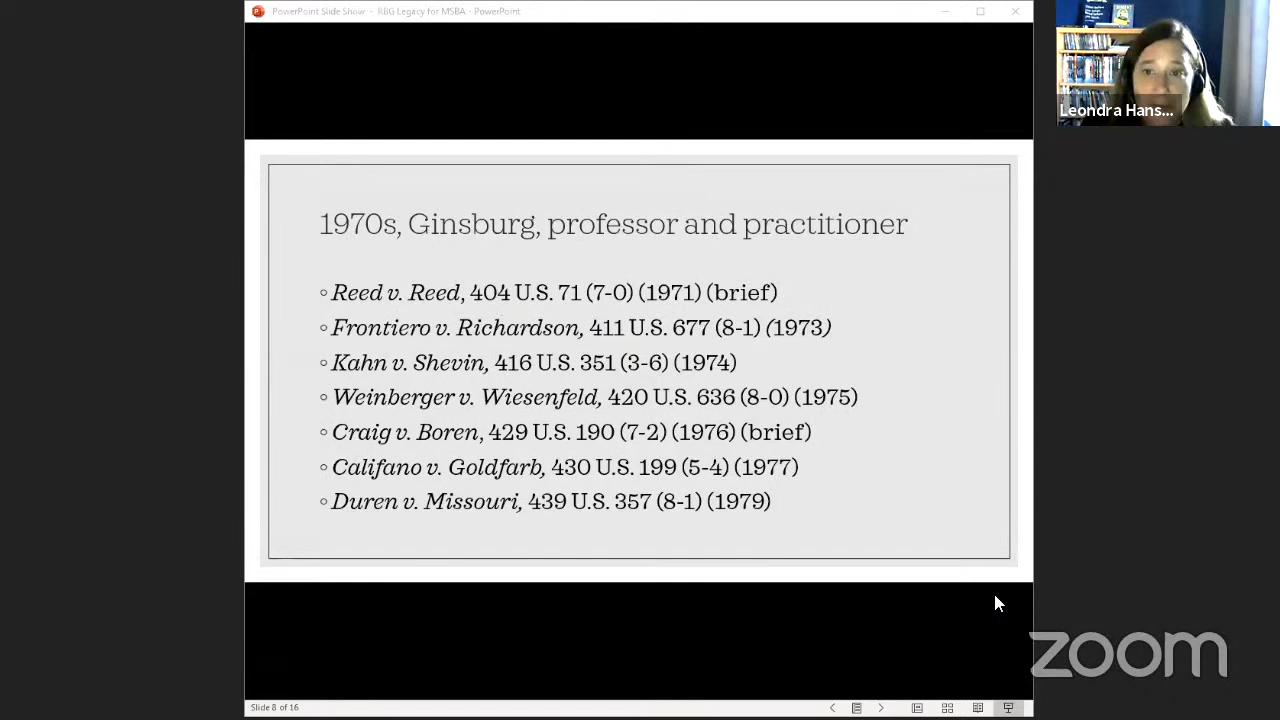 PowerPoint Slide Show - RBG Legacy for MSBA - PowerPoint
Leondra Hans...
1970s, Ginsburg, professor and practitioner
◦ Reed v. Reed, 404 U.S. 71 (7-0) (1971) (brief)
◦ Frontiero v. Richardson, 411 U.S. 677 (8-1) (1973)
◦ Kahn v. Shevin, 416 U.S. 351 (3-6) (1974)
◦ Weinberger v. Wiesenfeld, 420 U.S. 636 (8-0) (1975)
◦ Craig v. Boren, 429 U.S. 190 (7-2) (1976) (brief)
◦ Califano v. Goldfarb, 430 U.S. 199 (5-4) (1977)
◦ Duren v. Missouri, 439 U.S. 357 (8-1) (1979)
zoom
Slide 8 of 16